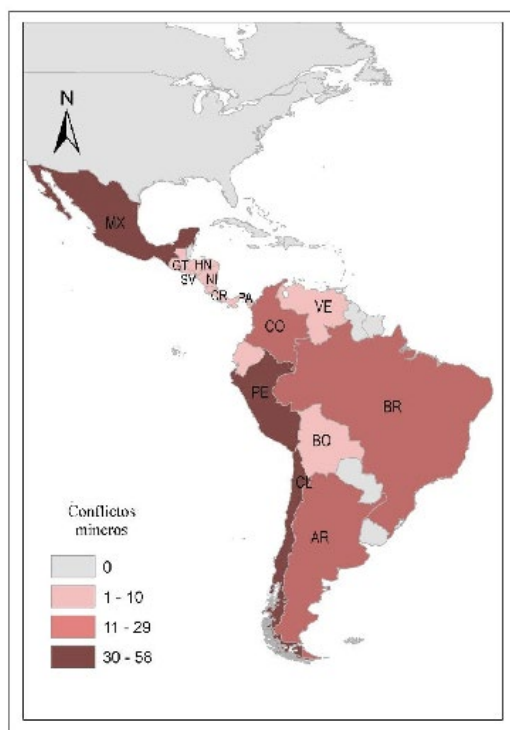 N
MX
GT
HN
SV
NI
CR
PA
VE
CO
PE
BR
BO
CL
AR
Conflictos
mineros
0
1 - 10
11 - 29
30 - 58